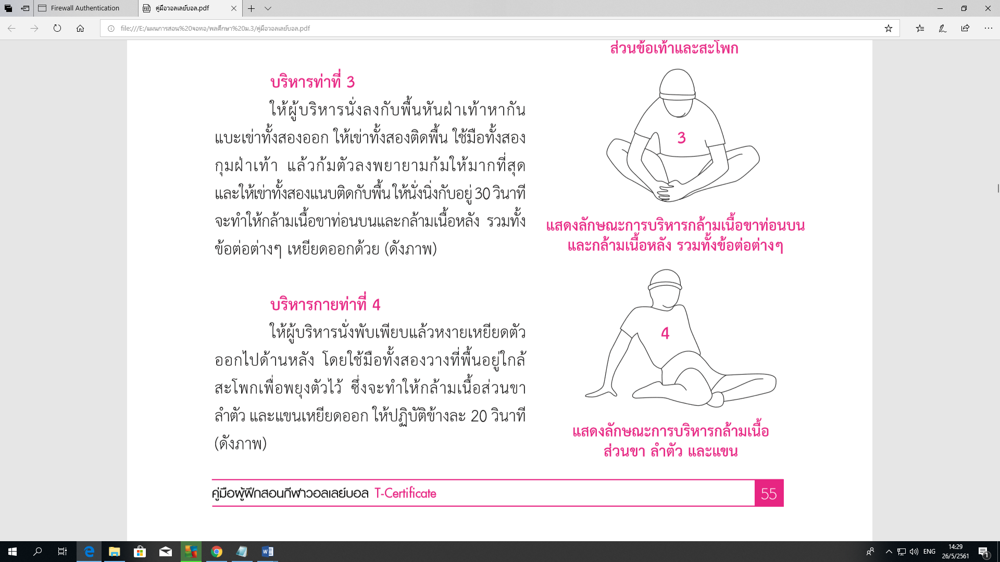 Firewall Authentication
คู่มือวอลเลย์บอล.pdf
file:///E:/แผนการสอน%20จอหอ/พลศึกษา%20ม.3/คู่มือวอลเลย์บอล.pdf
ส่วนข้อเท้าและสะโพก
บริหารท่าที่ 3
ให้ผู้บริหารนั่งลงกับพื้นหันฝ่าเท้าหากัน
แบะเข่าทั้งสองออก ให้เข่าทั้งสองติดพื้น ใช้มือทั้งสอง
กุมฝ่าเท้า แล้วก้มตัวลงพยายามก้มให้มากที่สุด
และให้เข่าทั้งสองแนบติดกับพื้น ให้นั่งนิ่งกับอยู่ 30 วินาที
จะทำให้กล้ามเนื้อขาท่อนบนและกล้ามเนื้อหลัง รวมทั้ง
ข้อต่อต่างๆ เหยียดออกด้วย (ดังภาพ)
3
แสดงลักษณะการบริหารกล้ามเนื้อขาท่อนบน
และกล้ามเนื้อหลัง รวมทั้งข้อต่อต่างๆ
บริหารกายท่าที่ 4
ให้ผู้บริหารนั่งพับเพียบแล้วหงายเหยียดตัว
ออกไปด้านหลัง โดยใช้มือทั้งสองวางที่พื้นอยู่ใกล้
สะโพกเพื่อพยุงตัวไว้ ซึ่งจะทำให้กล้ามเนื้อส่วนขา
ลำตัว และแขนเหยียดออก ให้ปฏิบัติข้างละ 20 วินาที
(ดังภาพ)
4
แสดงลักษณะการบริหารกล้ามเนื้อ
ส่วนขา ลำตัว และแขน
คู่มือผู้ฝึกสอนกีฬาวอลเลย์บอล T-Certificate
55
ENG
14:29
26/5/2561
1